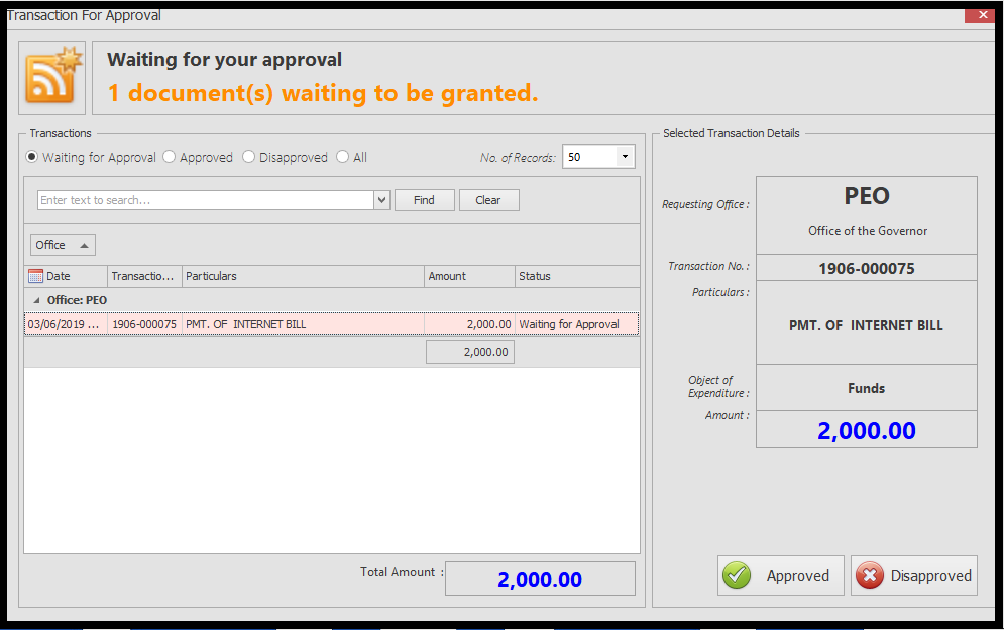 Transaction For Approval
Waiting for your approval
1 document(s) waiting to be granted.
Transactions
Waiting for Approval Approved Disapproved All No. of Records: 50
Enter text to search... Find Clear
Office
Date Transactio... Particulars Amount Status
Office: PEO
03/06/2019 ... 1906-000075 PMT. OF INTERNET BILL 2,000.00 Waiting for Approval
2,000.00
Total Amount : 2,000.00
Selected Transaction Details
Requesting Office : PEO
Office of the Governor
Transaction No. : 1906-000075
Particulars :
PMT. OF INTERNET BILL
Object of
Expenditure : Funds
Amount : 2,000.00
Approved Disapproved